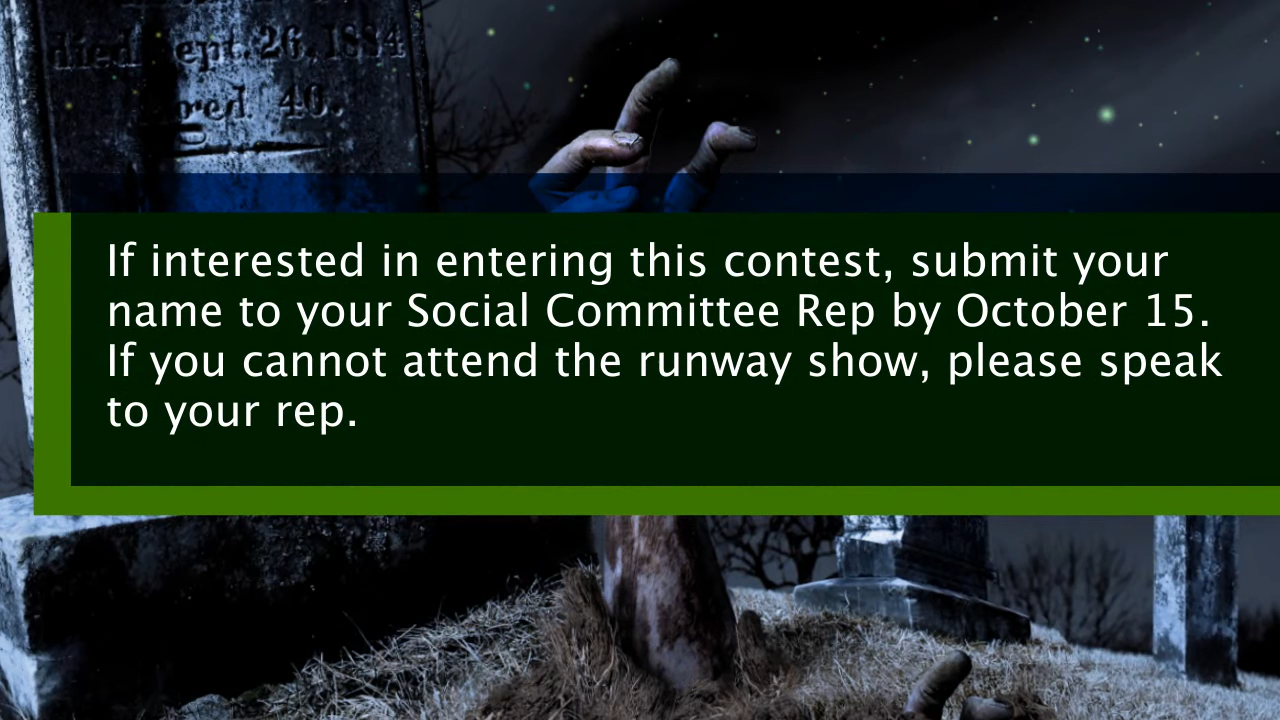 died Sept. 26. 1884
40.
If interested in entering this contest, submit your
name to your Social Committee Rep by October 15.
If you cannot attend the runway show, please speak
to your rep.